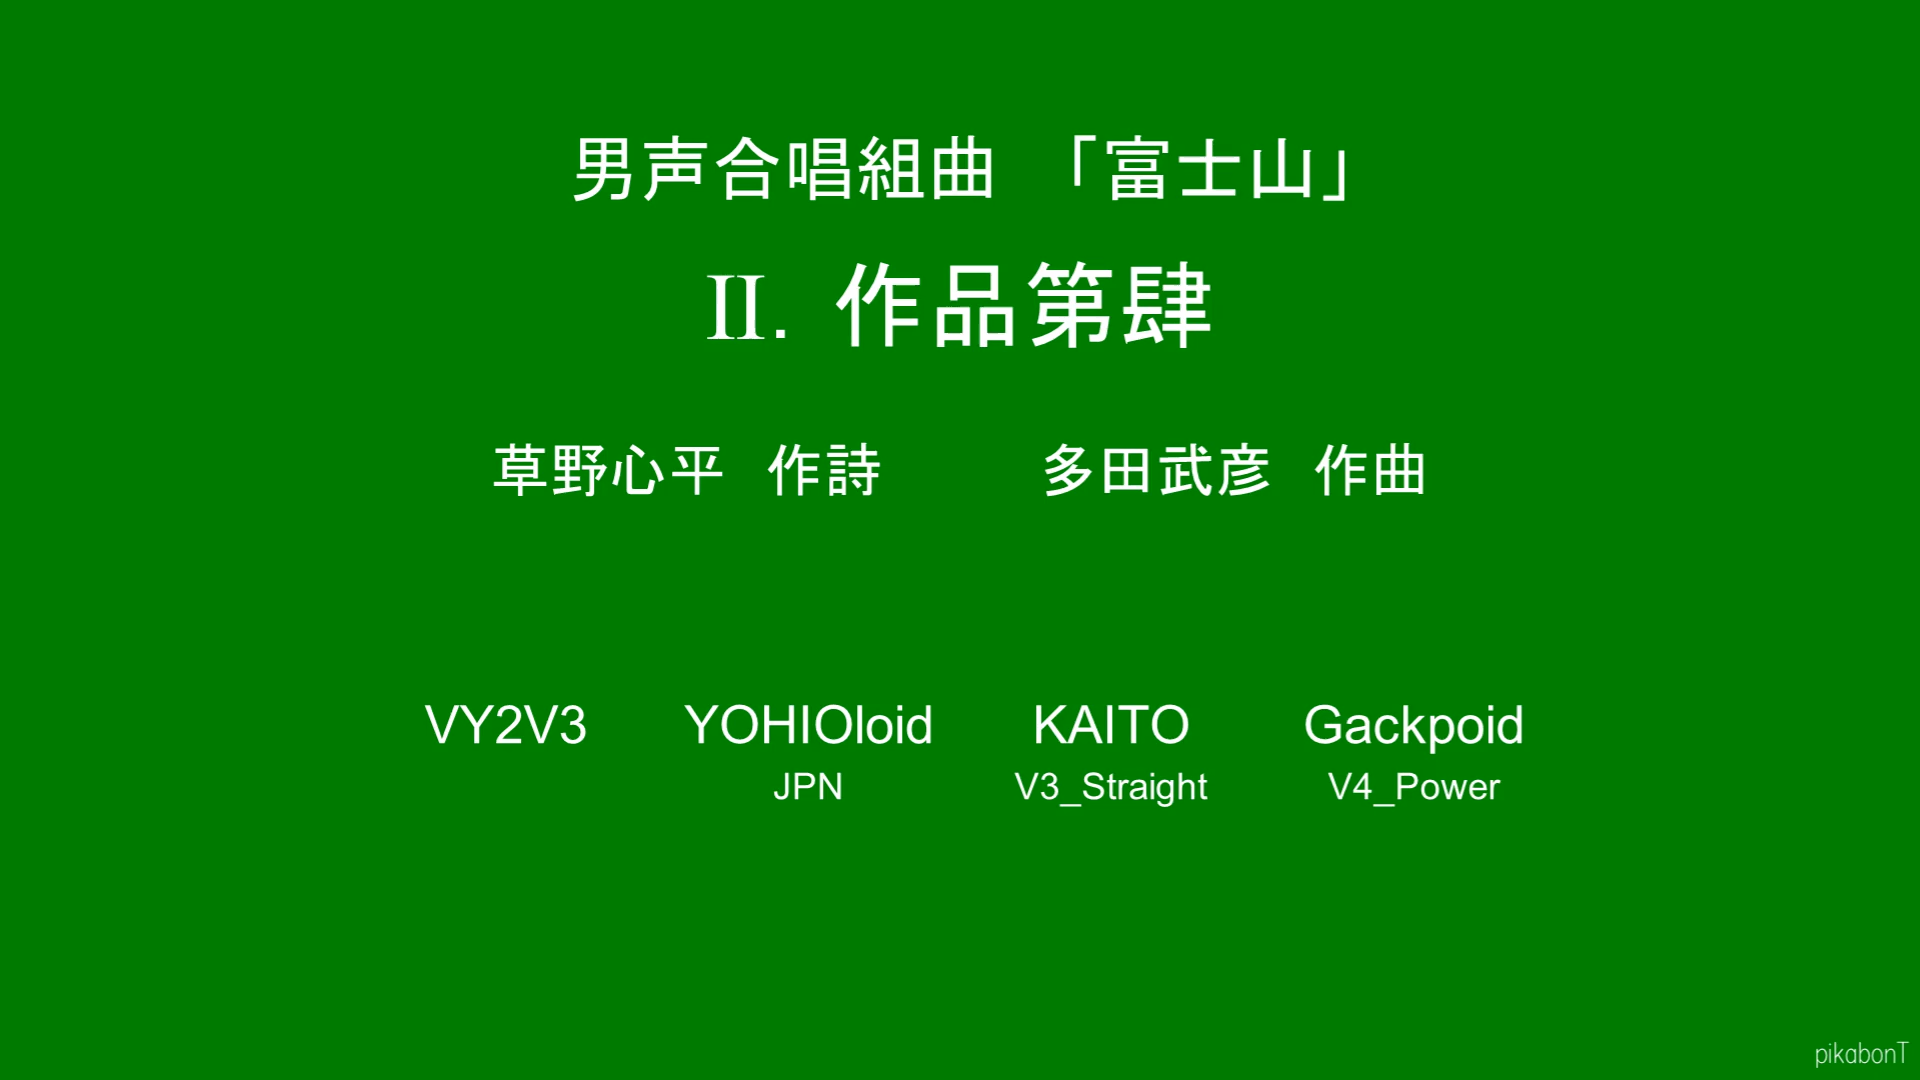 男声合唱組曲　「富士山」
II. 作品第肆
草野心平　作詩　　　多田武彦　作曲
VY2V3　YOHIOloid　KAITO　Gackpoid
JPN　V3_Straight　V4_Power
pikabonT